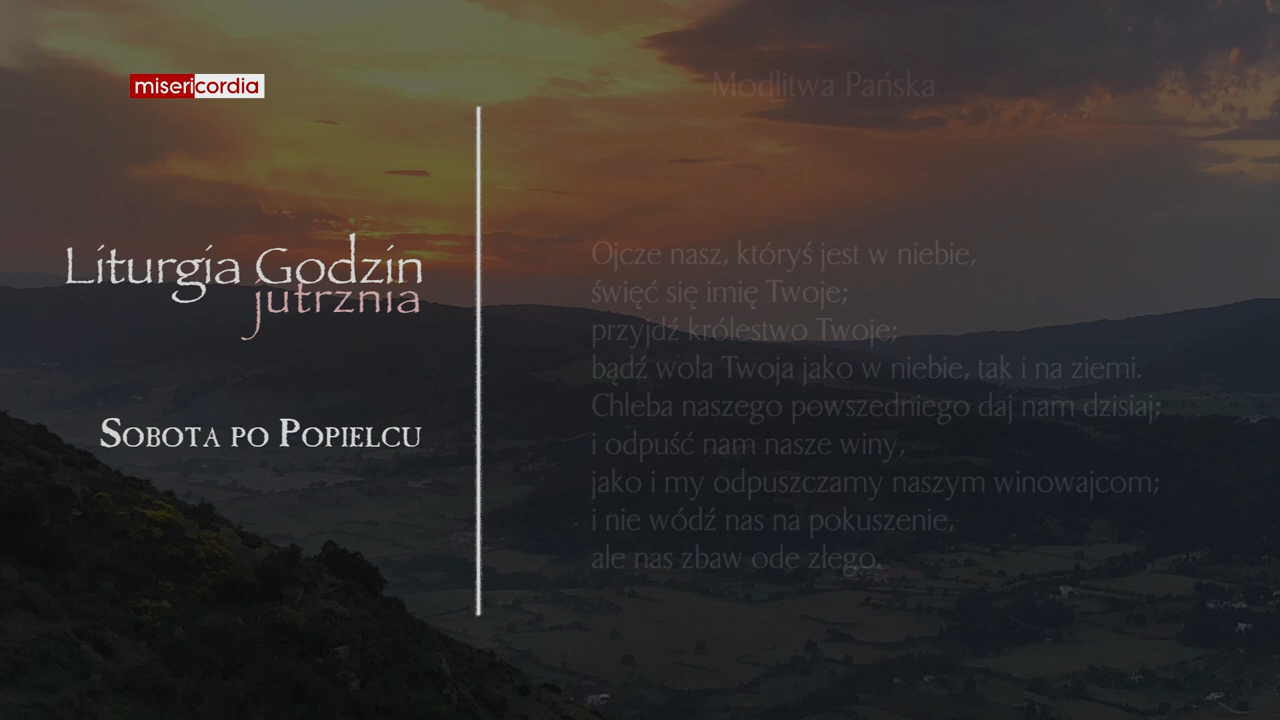 misericordia
Liturgia Godzin
jutrznia
Sobota po Popielcu
Modlitwa Pańska
Ojcze nasz, któryś jest w niebie,
święć się imię Twoje;
przyjdź królestwo Twoje;
bądź wola Twoja jako w niebie, tak i na ziemi.
Chleba naszego powszedniego daj nam dzisiaj;
i odpuść nam nasze winy,
jako i my odpuszczamy naszym winowajcom;
i nie wódź nas na pokuszenie,
ale nas zbaw ode złego.